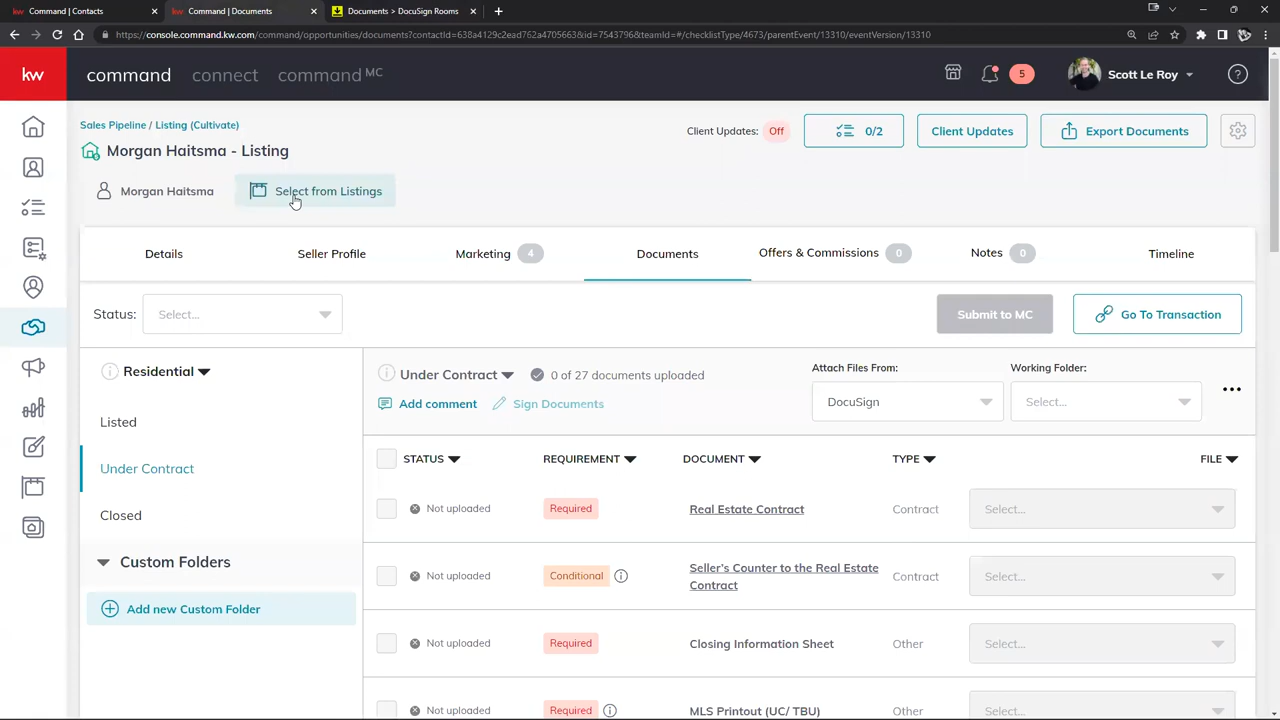 Command | Contacts
Command | Documents
Documents > DocuSign Rooms
https://console.command.kw.com/command/opportunities/documents?contactId=638a4129c2ead762a4705663&id=7543796&teamId=#/checklistType/4673/parentEvent/13310/eventVersion/13310
kw
command
connect
command MC
5
Scott Le Roy
Sales Pipeline / Listing (Cultivate)
Client Updates: Off
0/2
Client Updates
Export Documents
Morgan Haitsma - Listing
Morgan Haitsma
Select from Listings
Details
Seller Profile
Marketing 4
Documents
Offers & Commissions 0
Notes 0
Timeline
Status: Select...
Submit to MC
Go To Transaction
Residential
Listed
Under Contract
Closed
Custom Folders
Add new Custom Folder
Under Contract
0 of 27 documents uploaded
Add comment
Sign Documents
Attach Files From:
DocuSign
Working Folder:
Select...
STATUS REQUIREMENT DOCUMENT TYPE FILE
Not uploaded Required Real Estate Contract Contract Select...
Not uploaded Conditional Seller's Counter to the Real Estate
Contract Contract Select...
Not uploaded Required Closing Information Sheet Other Select...
Not uploaded Required MLS Printout (UC/ TBU) Other Select...